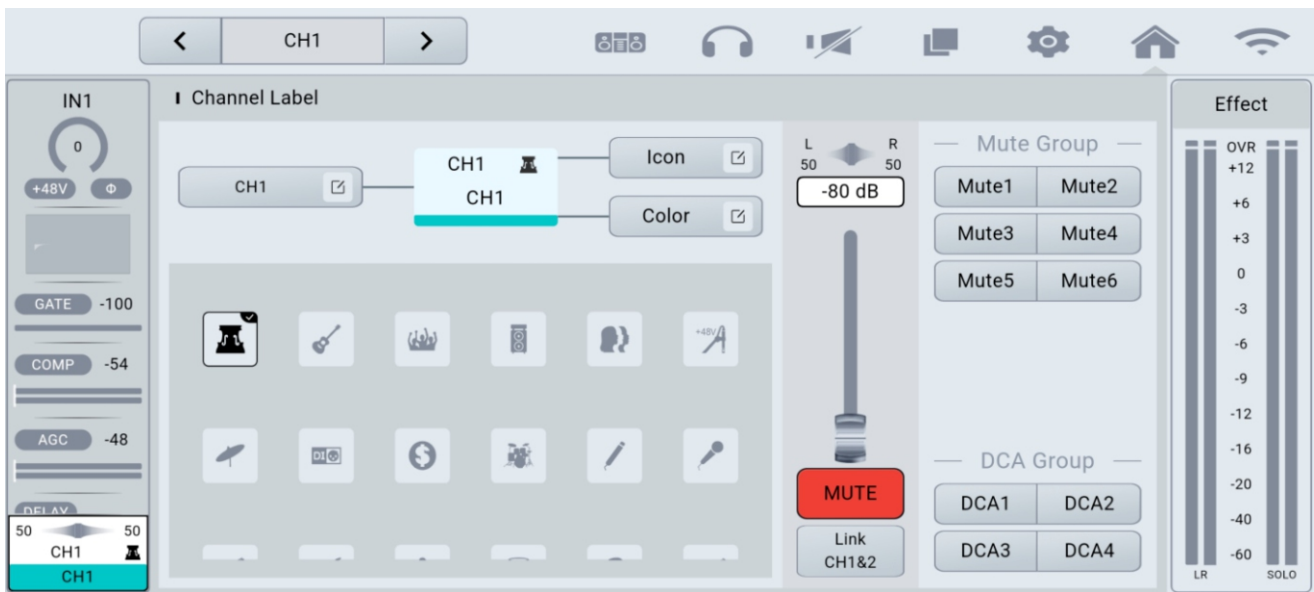 CH1
IN1
0
+48V Φ
GATE -100
COMP -54
AGC -48
DELAY
50 50
CH1
CH1
Channel Label
CH1
CH1
CH1
Icon
Color
+48V
DI
L R
50 50
-80 dB
MUTE
Link
CH1&2
Mute Group
Mute1 Mute2
Mute3 Mute4
Mute5 Mute6
DCA Group
DCA1 DCA2
DCA3 DCA4
Effect
OVR
+12
+6
+3
0
-3
-6
-9
-12
-16
-20
-40
-60
LR SOLO